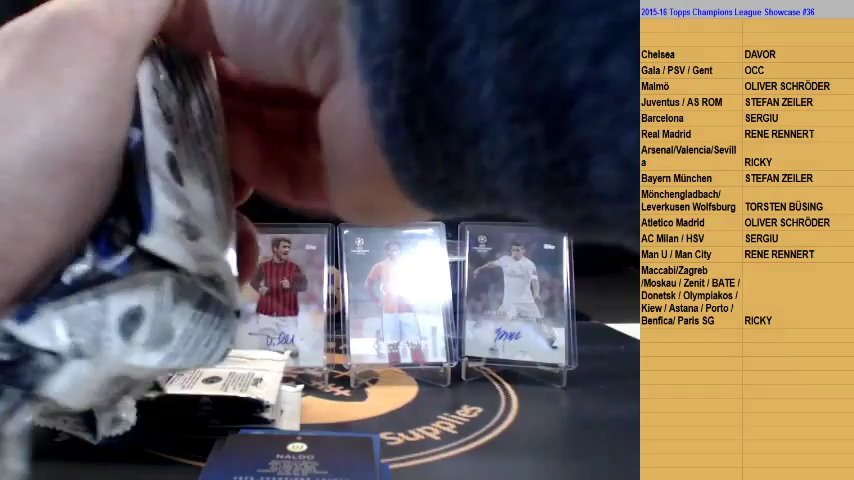 2015-16 Topps Champions League Showcase #36
Chelsea DAVOR
Gala / PSV / Gent OCC
Malmö OLIVER SCHRÖDER
Juventus / AS ROM STEFAN ZEILER
Barcelona SERGIU
Real Madrid RENE RENNERT
Arsenal/Valencia/Sevill
a RICKY
Bayern München STEFAN ZEILER
Mönchengladbach/
Leverkusen Wolfsburg TORSTEN BÜSING
Atletico Madrid OLIVER SCHRÖDER
AC Milan / HSV SERGIU
Man U / Man City RENE RENNERT
Maccabi/Zagreb
/Moskau / Zenit / BATE /
Donetsk / Olympiakos /
Kiew / Astana / Porto /
Benfica/ Paris SG RICKY
topps
topps
Supplies
NALDO